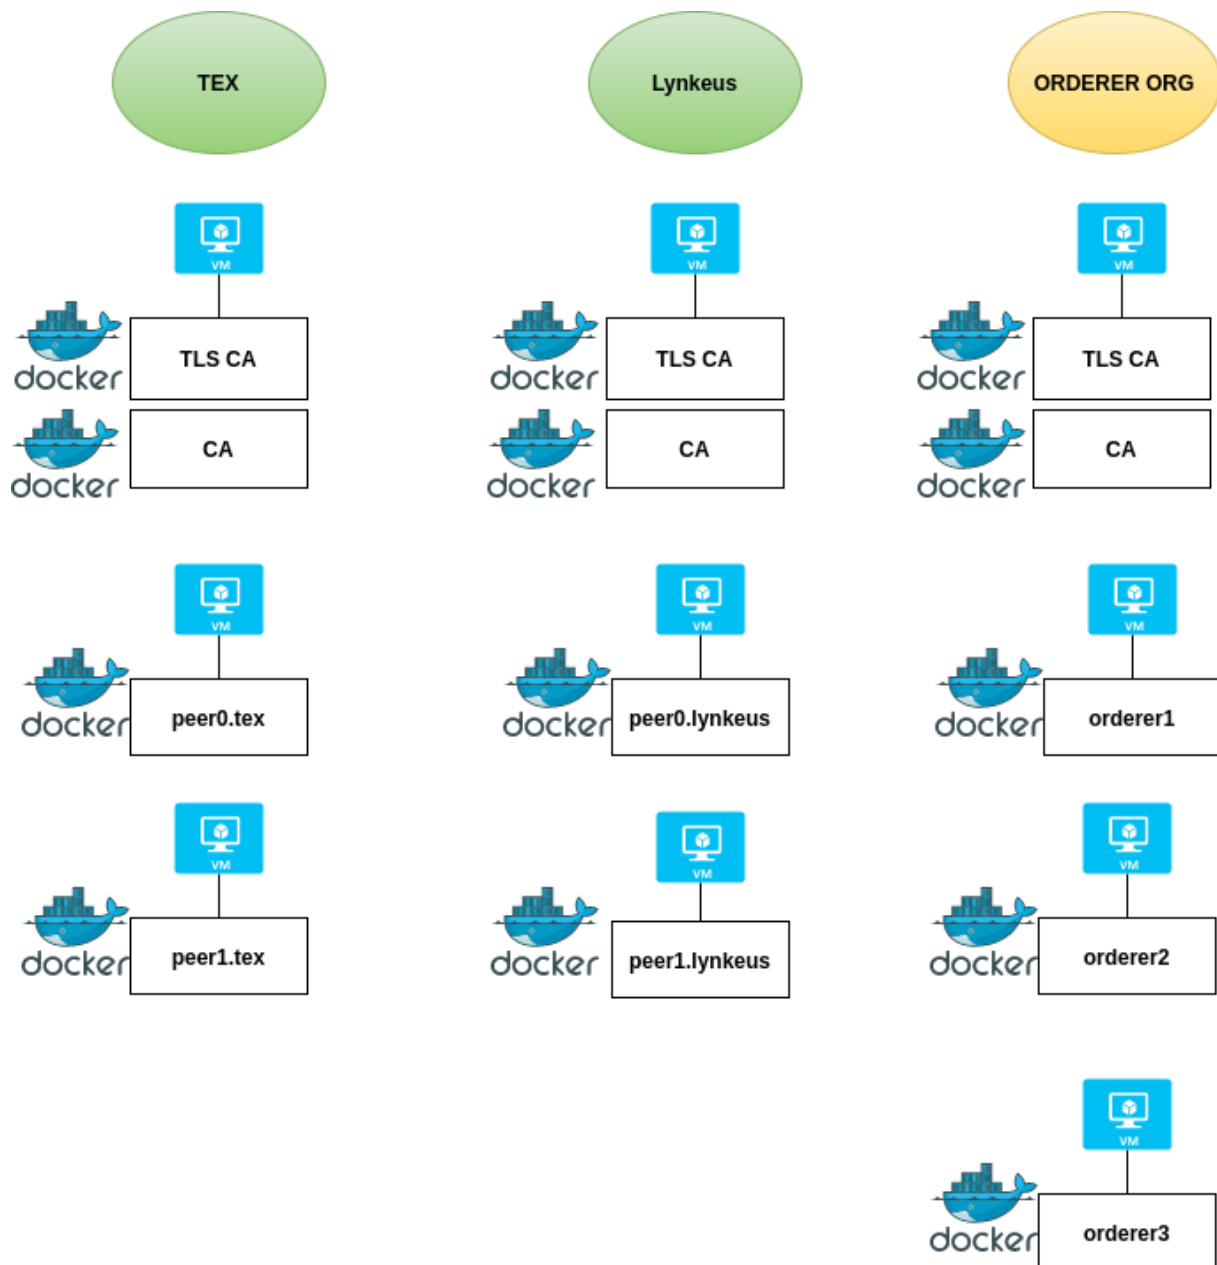 TEX
Lynkeus
ORDERER ORG
VM
VM
VM
docker
TLS CA
docker
TLS CA
docker
TLS CA
docker
CA
docker
CA
docker
CA
VM
VM
VM
docker
peer0.tex
docker
peer0.lynkeus
docker
orderer1
VM
VM
VM
docker
peer1.tex
docker
peer1.lynkeus
docker
orderer2
VM
docker
orderer3